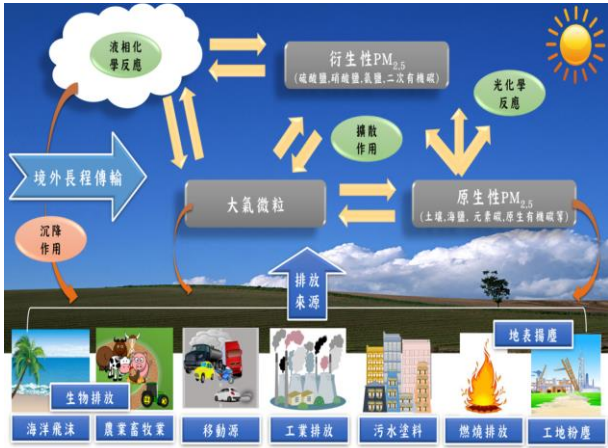 液相化
學反應
衍生性PM2.5
(硫酸鹽,硝酸鹽,氨鹽,二次有機碳)
光化學
反應
擴散
作用
境外長程傳輸
大氣微粒
原生性PM2.5
(土壤,海鹽,元素碳,原生有機碳等)
沉降
作用
排放
來源
地表揚塵
生物排放
海洋飛沫
農業畜牧業
移動源
工業排放
污水塗料
燃燒排放
工地粉塵